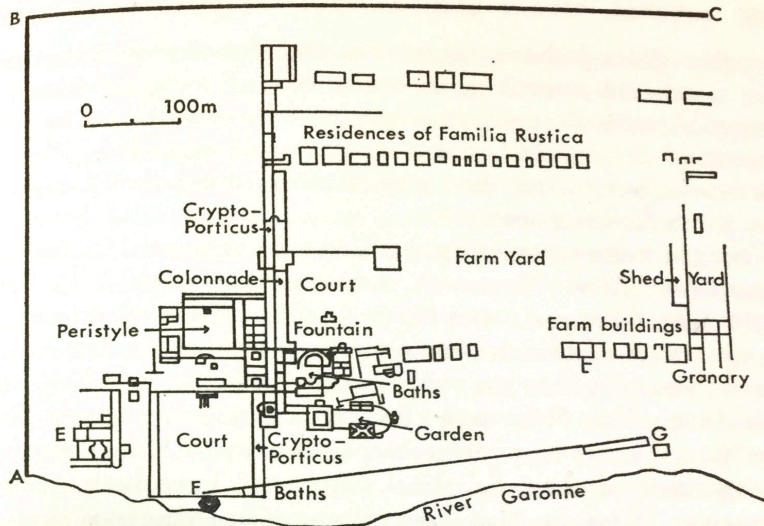 B
C
0 100m
Residences of Familia Rustica
Crypto-
Porticus
Colonnade
Court
Farm Yard
Shed
Yard
Peristyle
Fountain
Farm buildings
E
Baths
Granary
E
Court
Crypto-
Porticus
Garden
G
A
F
Baths
River Garonne